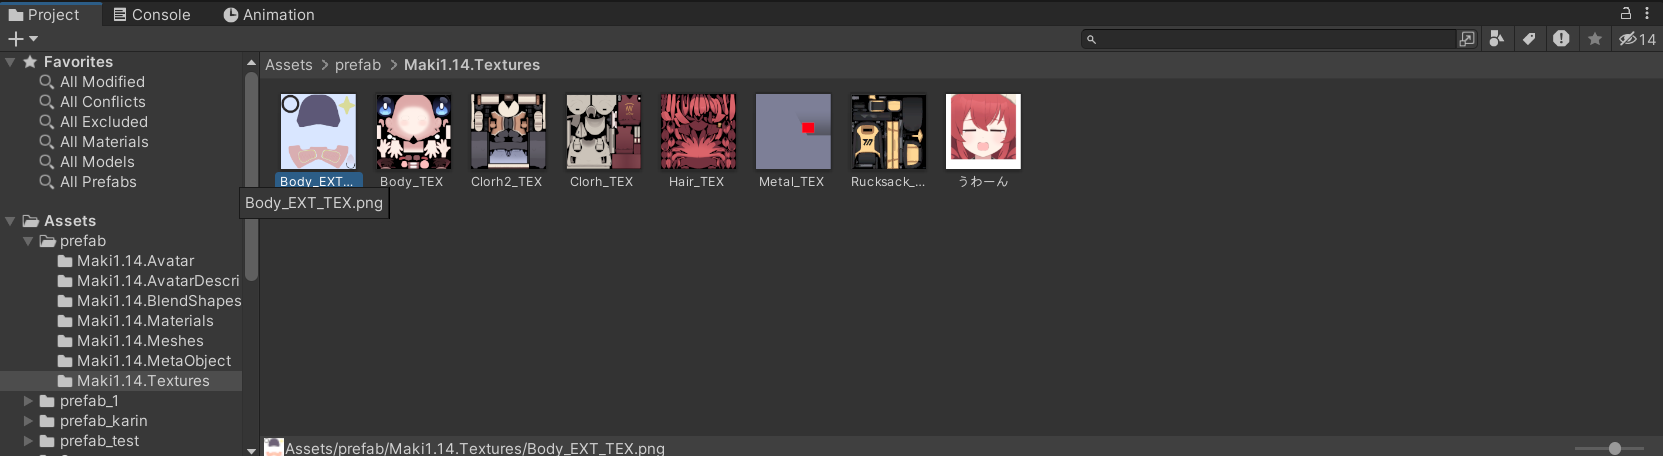 Project
Console
Animation
14
Favorites
All Modified
All Conflicts
All Excluded
All Materials
All Models
All Prefabs
Assets
prefab
Maki1.14.Avatar
Maki1.14.AvatarDescri
Maki1.14.BlendShapes
Maki1.14.Materials
Maki1.14.Meshes
Maki1.14.MetaObject
Maki1.14.Textures
prefab_1
prefab_karin
prefab_test
Assets > prefab > Maki1.14.Textures
Body_EXT...
Body_TEX
Clorh2_TEX
Clorh_TEX
Hair_TEX
Metal_TEX
Rucksack_...
うわーん
Body_EXT_TEX.png
Assets/prefab/Maki1.14.Textures/Body_EXT_TEX.png